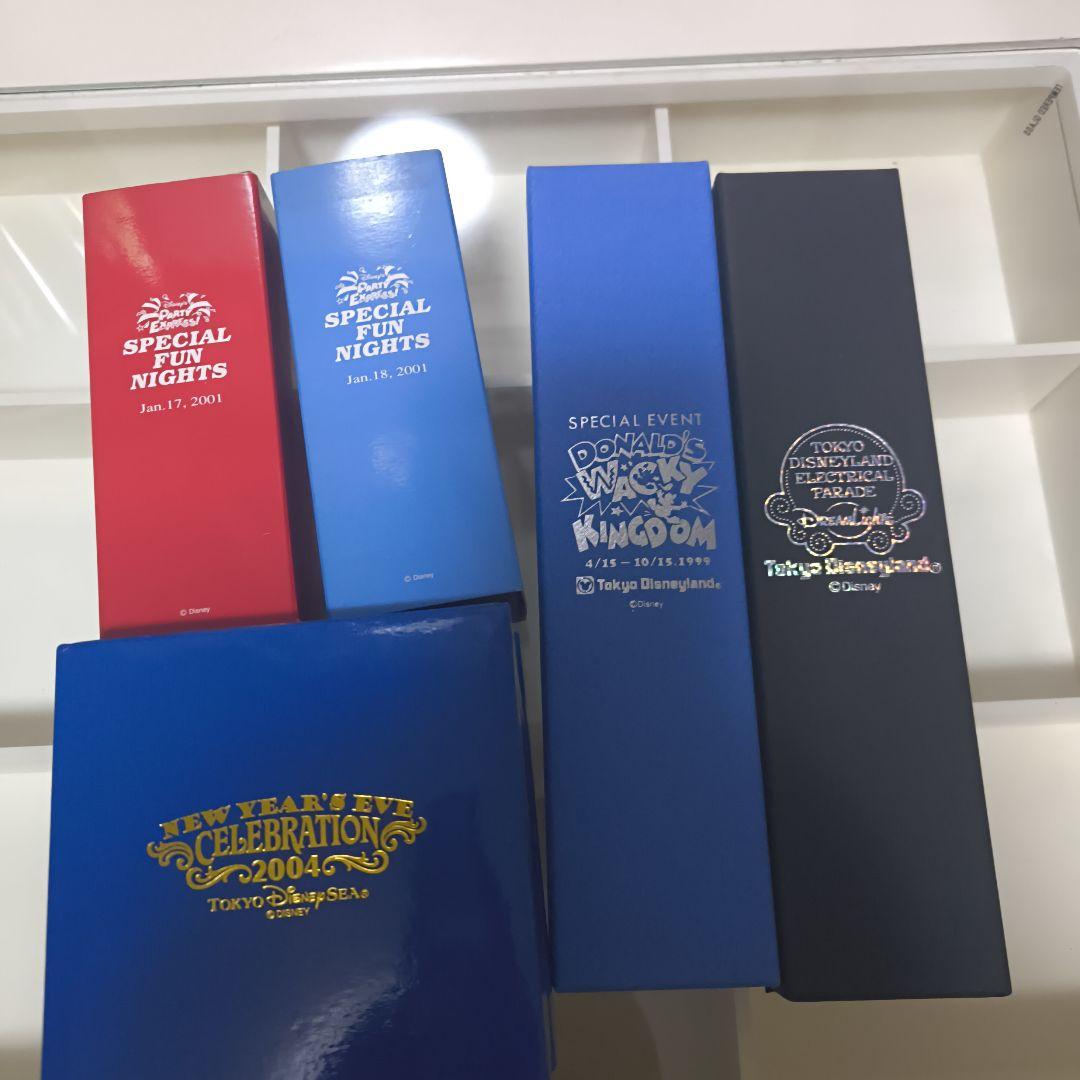 Disney's
PARTY
EXPRESS!
SPECIAL
FUN
NIGHTS
Jan.17, 2001
© Disney
Disney's
PARTY
EXPRESS!
SPECIAL
FUN
NIGHTS
Jan.18, 2001
© Disney
SPECIAL EVENT
DONALD'S
WACKY
KINGDOM
4/15 — 10/15.1999
Tokyo Disneyland®
©Disney
TOKYO
DISNEYLAND
ELECTRICAL
PARADE
DreamLights
Tokyo Disneyland®
©Disney
NEW YEAR'S EVE
CELEBRATION
2004
TOKYO DISNEY SEA®
©DISNEY